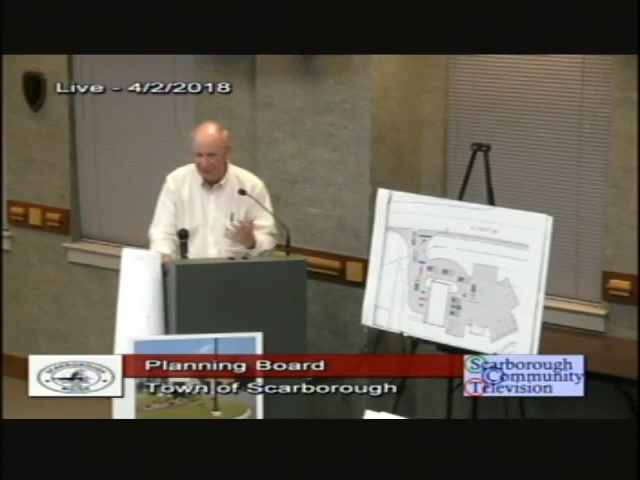 Live - 4/2/2018
Planning Board
Town of Scarborough
Scarborough
Community
Television